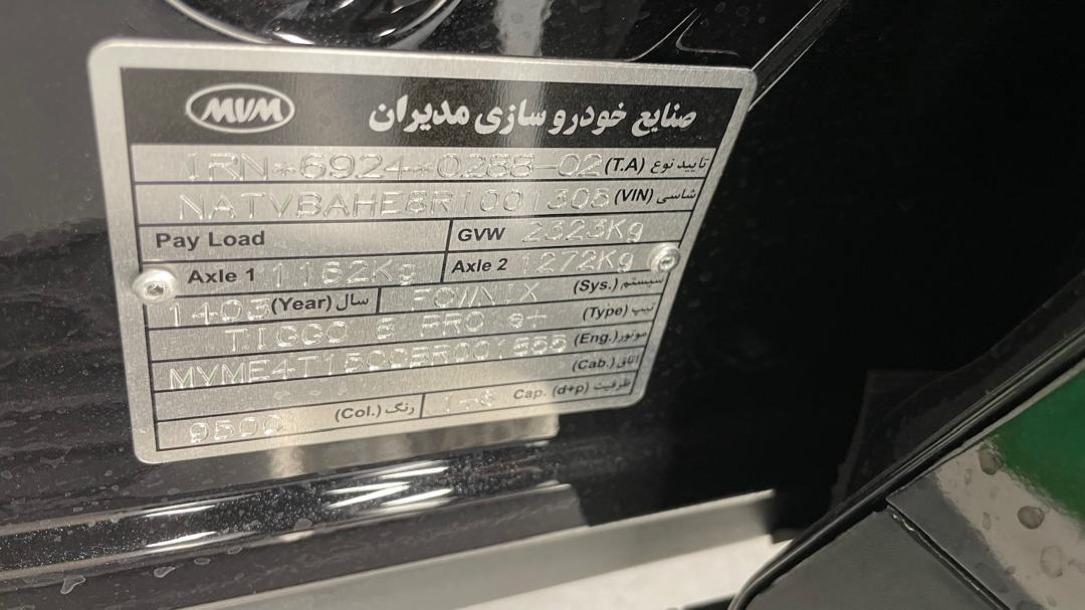 MVM صنایع خودرو سازی مدیران
IRN*6924*0288-02 (T.A) تایید نوع
(VIN) شاسی
Pay Load GVW 2323Kg
Axle 1 1162Kg Axle 2 1272Kg
1403 (Year) سال FOWNIX (Sys.) سیستم
TIGGO 8 PRO e+ (Type) تیپ
(Eng.) موتور
(Cab.) اتاق
9500 (Col.) رنگ Cap. (d+p) ظرفیت